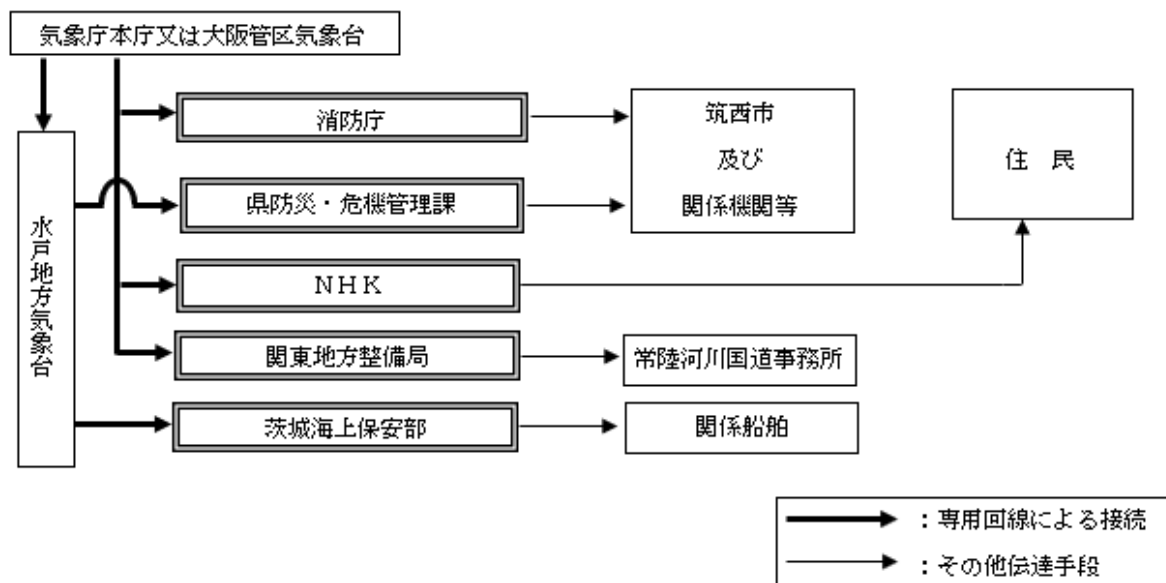 気象庁本庁又は大阪管区気象台
消防庁
筑西市
及び
関係機関等
住 民
県防災・危機管理課
水戸地方気象台
NHK
関東地方整備局
常陸河川国道事務所
茨城海上保安部
関係船舶
:専用回線による接続
:その他伝達手段